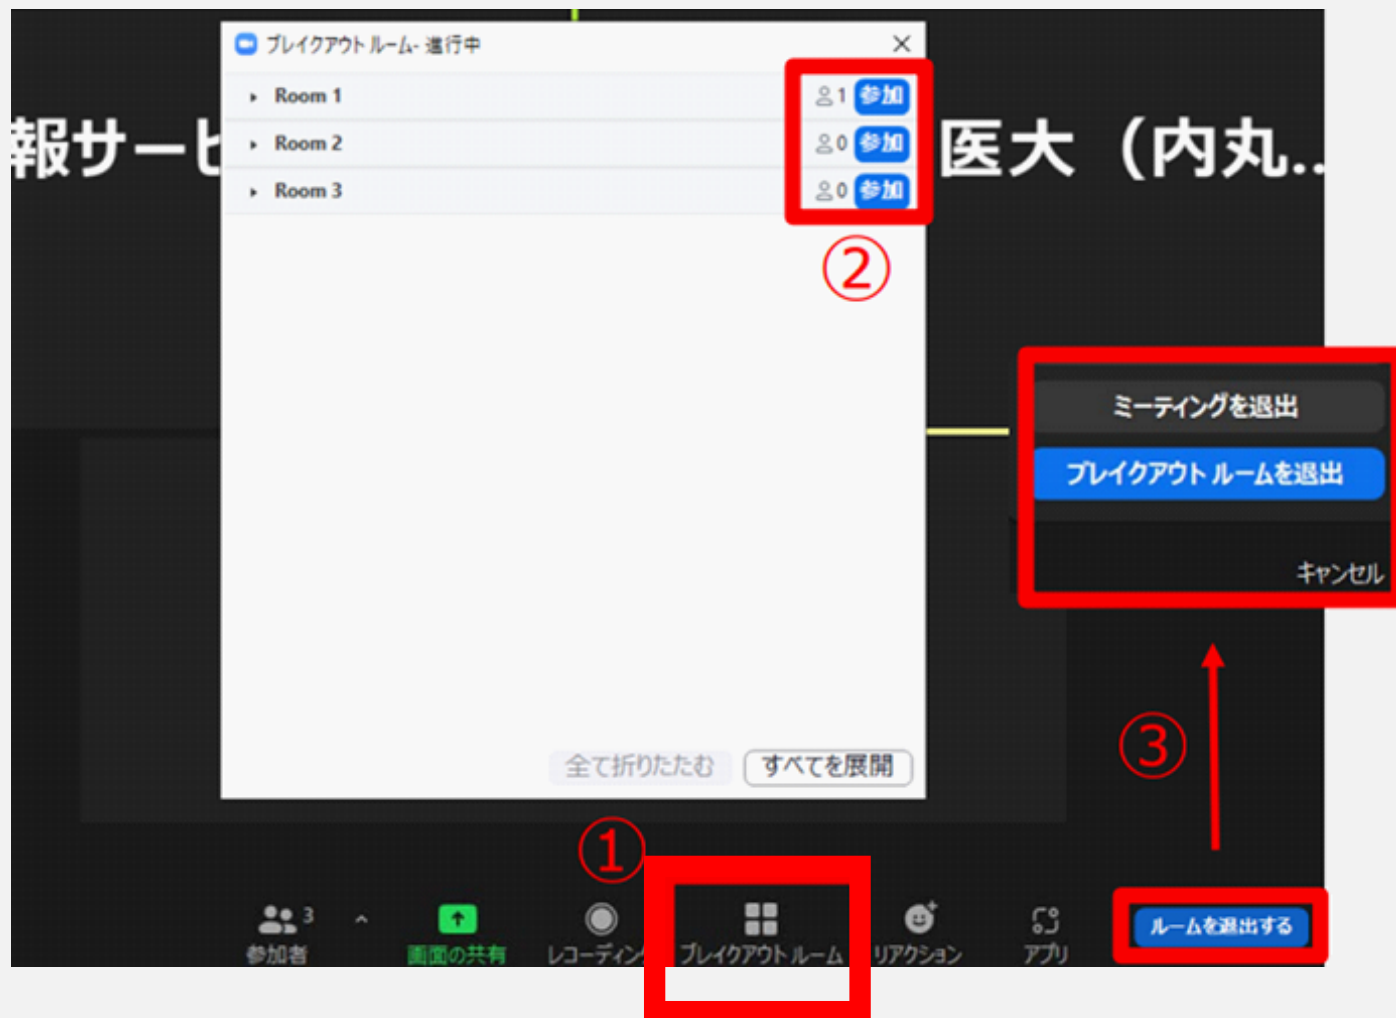 ブレイクアウト ルーム- 進行中
Room 1 1 参加
報サービ 医大（内丸...
Room 2 0 参加
Room 3 0 参加
②
ミーティングを退出
ブレイクアウト ルームを退出
キャンセル
③
全て折りたたむ すべてを展開
①
3
参加者 画面の共有 レコーディング ブレイクアウト ルーム リアクション アプリ ルームを退出する